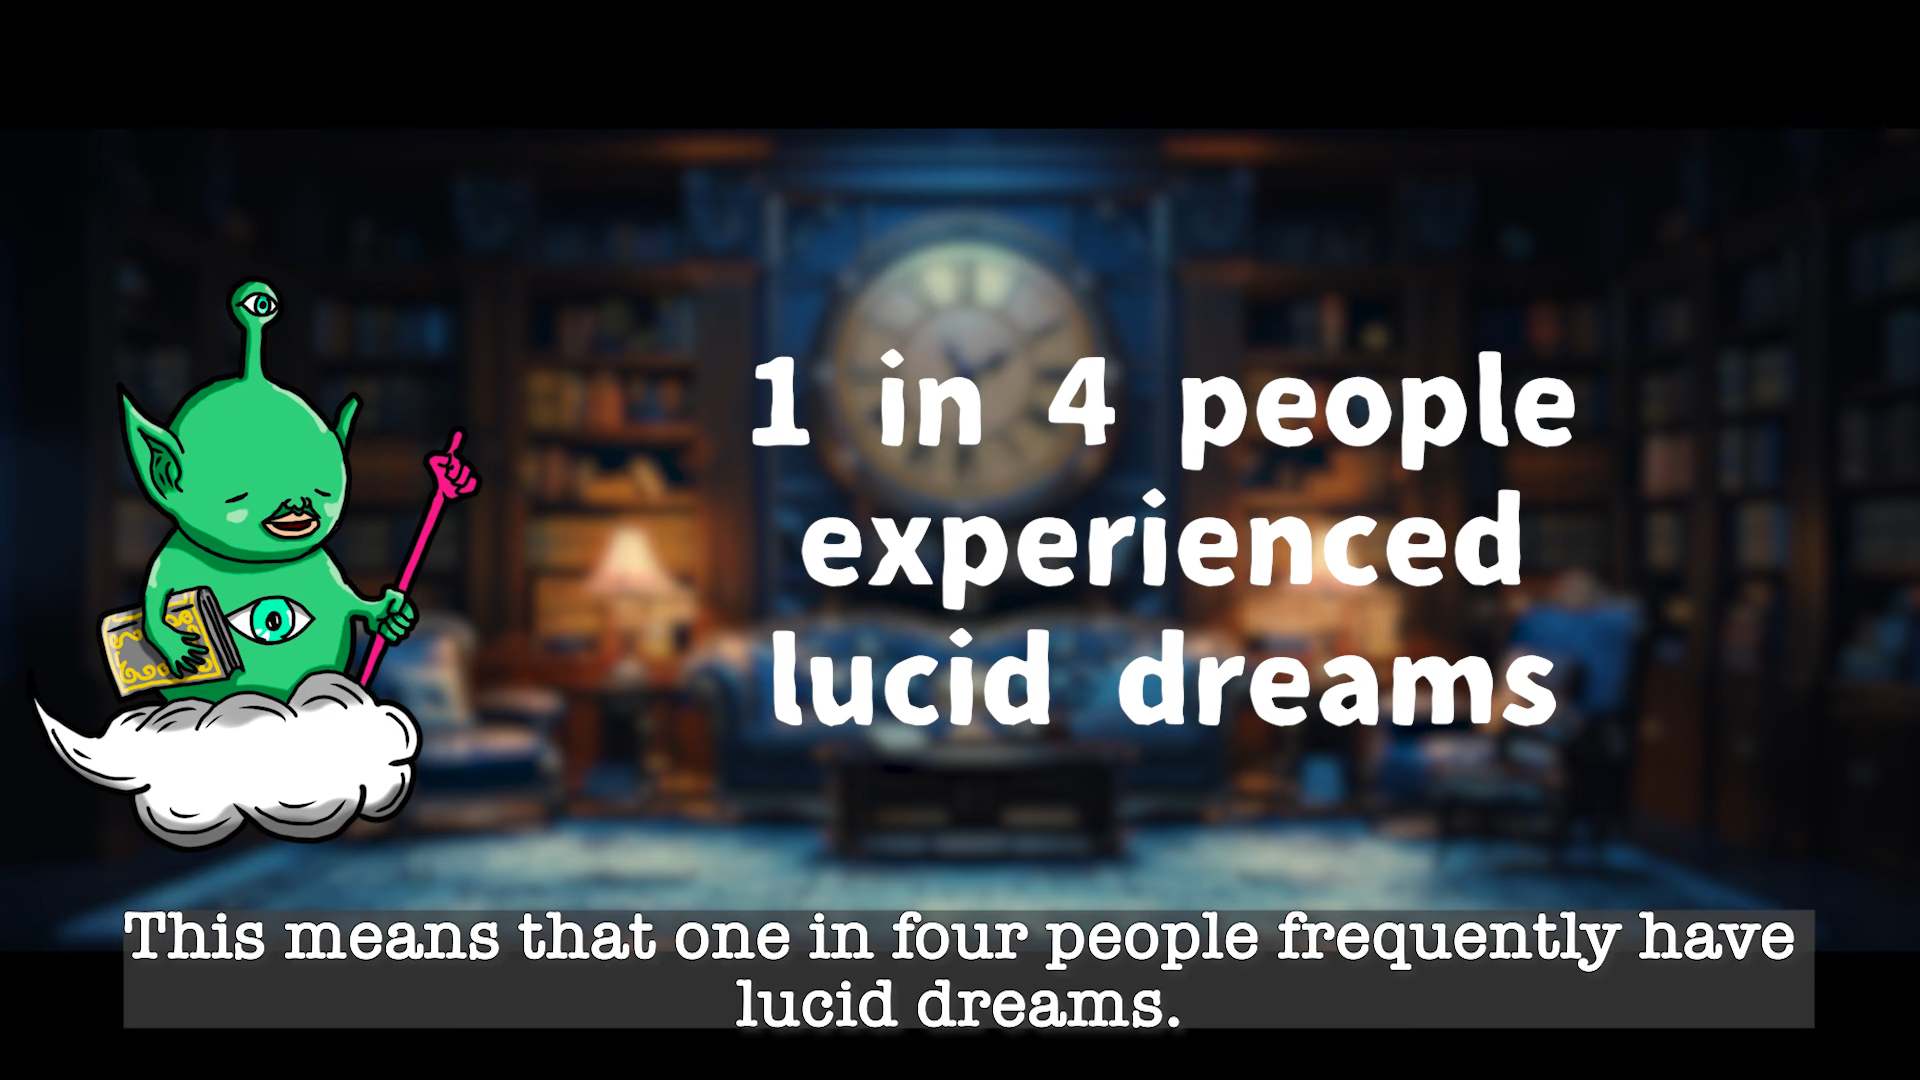 1 in 4 people
experienced
lucid dreams
This means that one in four people frequently have
lucid dreams.